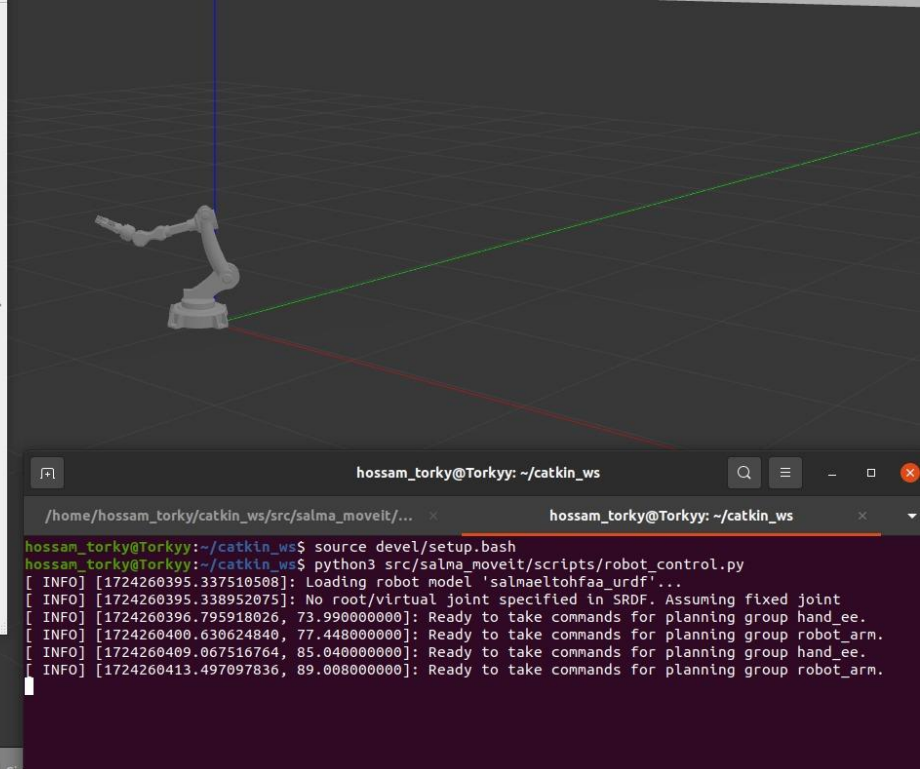 hossam_torky@Torkyy: ~/catkin_ws
/home/hossam_torky/catkin_ws/src/salma_moveit/...
hossam_torky@Torkyy: ~/catkin_ws
hossam_torky@Torkyy:~/catkin_ws$ source devel/setup.bash
hossam_torky@Torkyy:~/catkin_ws$ python3 src/salma_moveit/scripts/robot_control.py
[ INFO] [1724260395.337510508]: Loading robot model 'salmaeltohfaa_urdf'...
[ INFO] [1724260395.338952075]: No root/virtual joint specified in SRDF. Assuming fixed joint
[ INFO] [1724260396.795918026, 73.990000000]: Ready to take commands for planning group hand_ee.
[ INFO] [1724260400.630624840, 77.448000000]: Ready to take commands for planning group robot_arm.
[ INFO] [1724260409.067516764, 85.040000000]: Ready to take commands for planning group hand_ee.
[ INFO] [1724260413.497097836, 89.008000000]: Ready to take commands for planning group robot_arm.